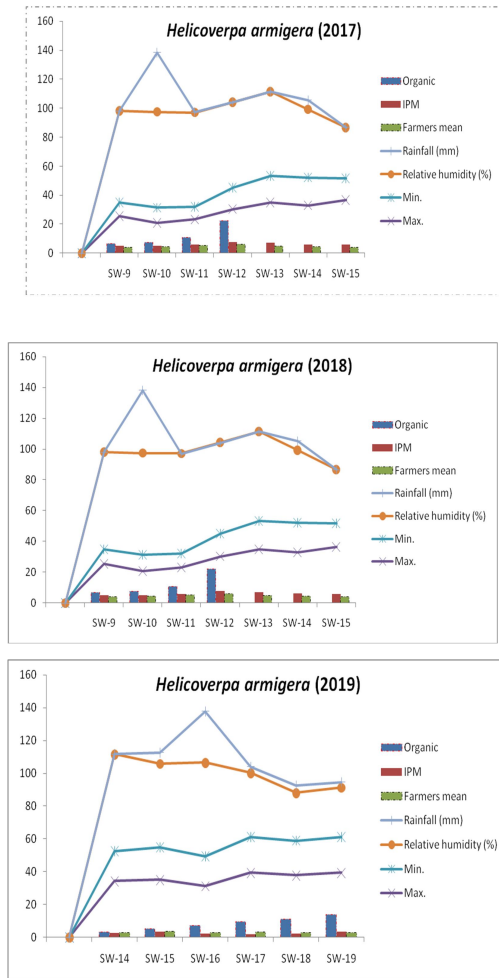 Helicoverpa armigera (2017)
160
140
120
100
80
60
40
20
0
SW-9 SW-10 SW-11 SW-12 SW-13 SW-14 SW-15
Organic
IPM
Farmers mean
Rainfall (mm)
Relative humidity (%)
Min.
Max.
Helicoverpa armigera (2018)
160
140
120
100
80
60
40
20
0
SW-9 SW-10 SW-11 SW-12 SW-13 SW-14 SW-15
Organic
IPM
Farmers mean
Rainfall (mm)
Relative humidity (%)
Min.
Max.
Helicoverpa armigera (2019)
160
140
120
100
80
60
40
20
0
SW-14 SW-15 SW-16 SW-17 SW-18 SW-19
Organic
IPM
Farmers mean
Rainfall (mm)
Relative humidity (%)
Min.
Max.